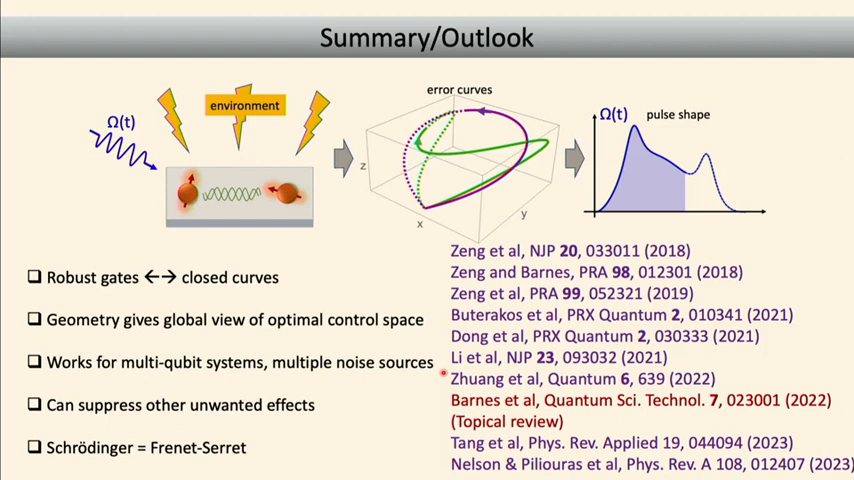 Summary/Outlook
Ω(t)
environment
error curves
z
x
y
Ω(t)
pulse shape
❑ Robust gates ←→ closed curves
❑ Geometry gives global view of optimal control space
❑ Works for multi-qubit systems, multiple noise sources
❑ Can suppress other unwanted effects
❑ Schrödinger = Frenet-Serret
Zeng et al, NJP 20, 033011 (2018)
Zeng and Barnes, PRA 98, 012301 (2018)
Zeng et al, PRA 99, 052321 (2019)
Buterakos et al, PRX Quantum 2, 010341 (2021)
Dong et al, PRX Quantum 2, 030333 (2021)
Li et al, NJP 23, 093032 (2021)
Zhuang et al, Quantum 6, 639 (2022)
Barnes et al, Quantum Sci. Technol. 7, 023001 (2022)
(Topical review)
Tang et al, Phys. Rev. Applied 19, 044094 (2023)
Nelson & Piliouras et al, Phys. Rev. A 108, 012407 (2023)